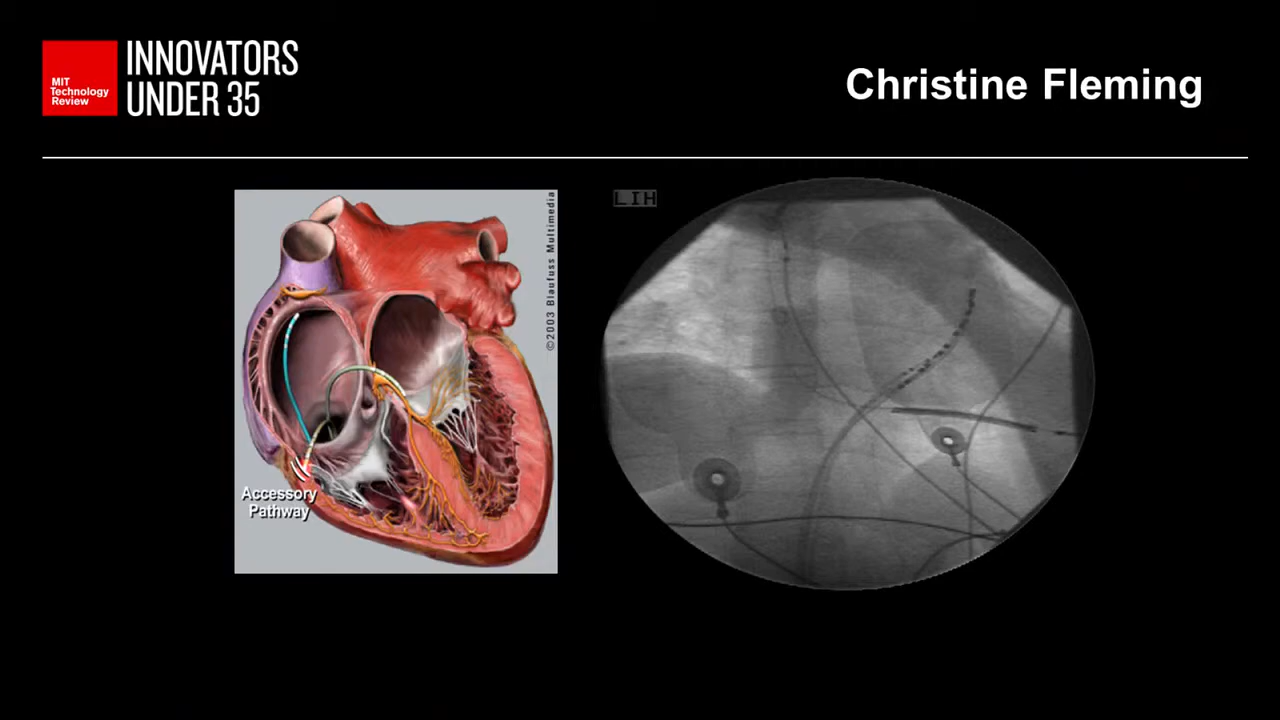 MIT
Technology
Review
INNOVATORS
UNDER 35
Christine Fleming
©2003 Blaufuss Multimedia
LIH
Accessory
Pathway